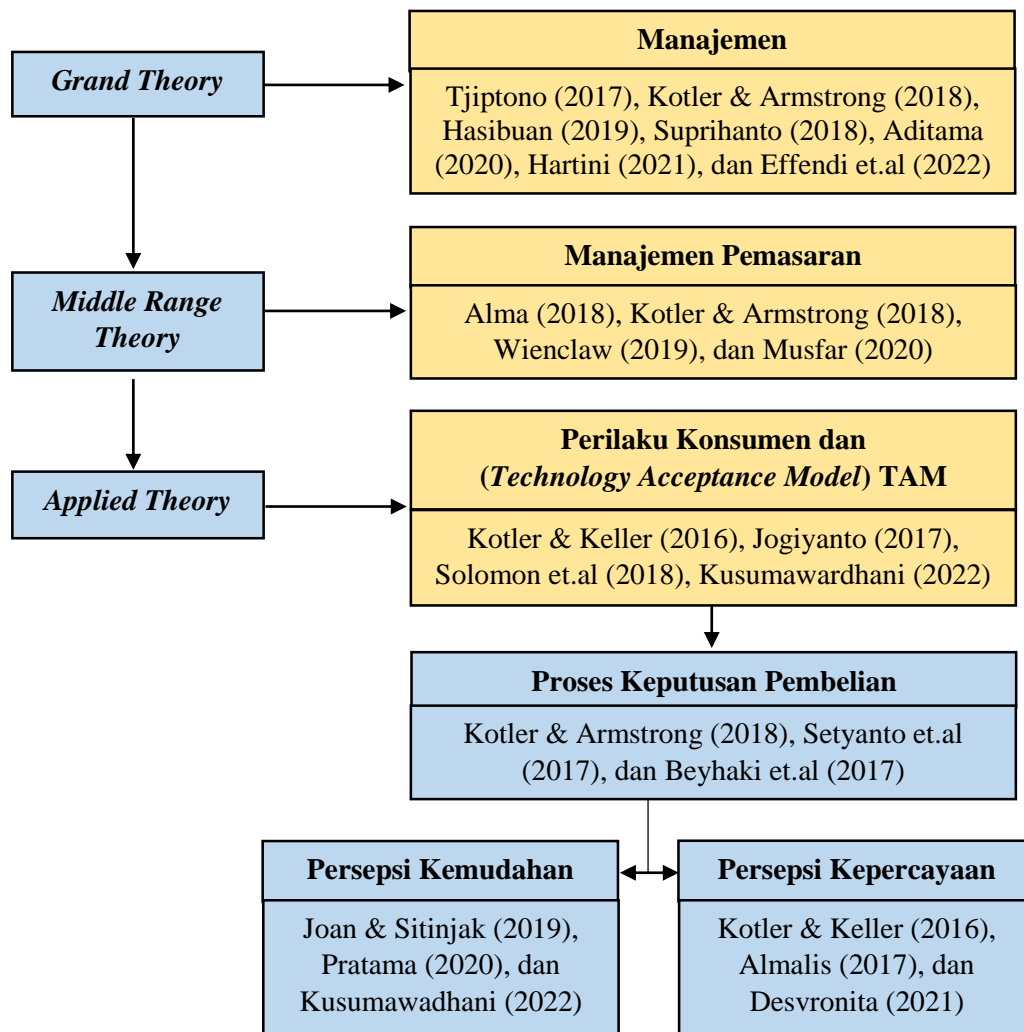 Grand Theory
Manajemen
Tjiptono (2017), Kotler & Armstrong (2018),
Hasibuan (2019), Suprihanto (2018), Aditama
(2020), Hartini (2021), dan Effendi et.al (2022)
Middle Range
Theory
Manajemen Pemasaran
Alma (2018), Kotler & Armstrong (2018),
Wienclaw (2019), dan Musfar (2020)
Applied Theory
Perilaku Konsumen dan
(Technology Acceptance Model) TAM
Kotler & Keller (2016), Jogiyanto (2017),
Solomon et.al (2018), Kusumawardhani (2022)
Proses Keputusan Pembelian
Kotler & Armstrong (2018), Setyanto et.al
(2017), dan Beyhaki et.al (2017)
Persepsi Kemudahan
Joan & Sitinjak (2019),
Pratama (2020), dan
Kusumawadhani (2022)
Persepsi Kepercayaan
Kotler & Keller (2016),
Almalis (2017), dan
Desvronita (2021)